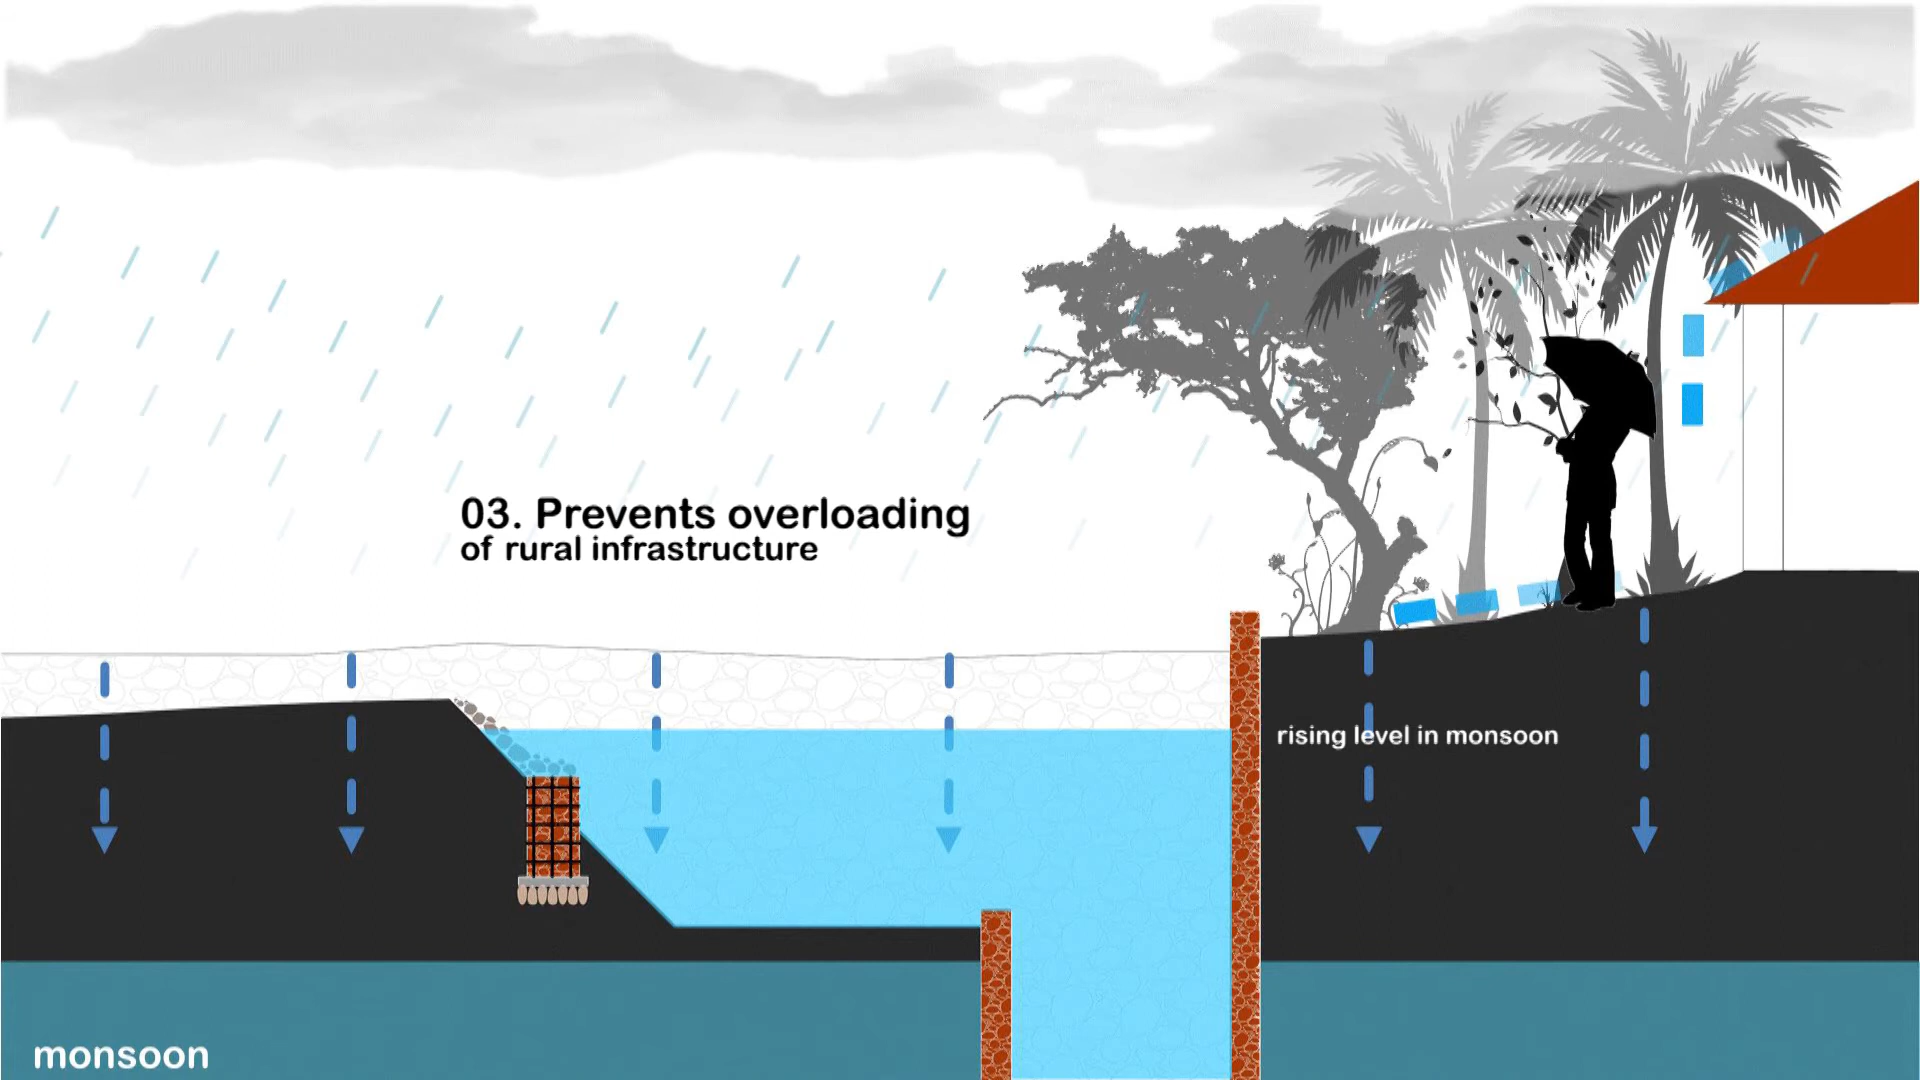 03. Prevents overloading
of rural infrastructure
rising level in monsoon
monsoon